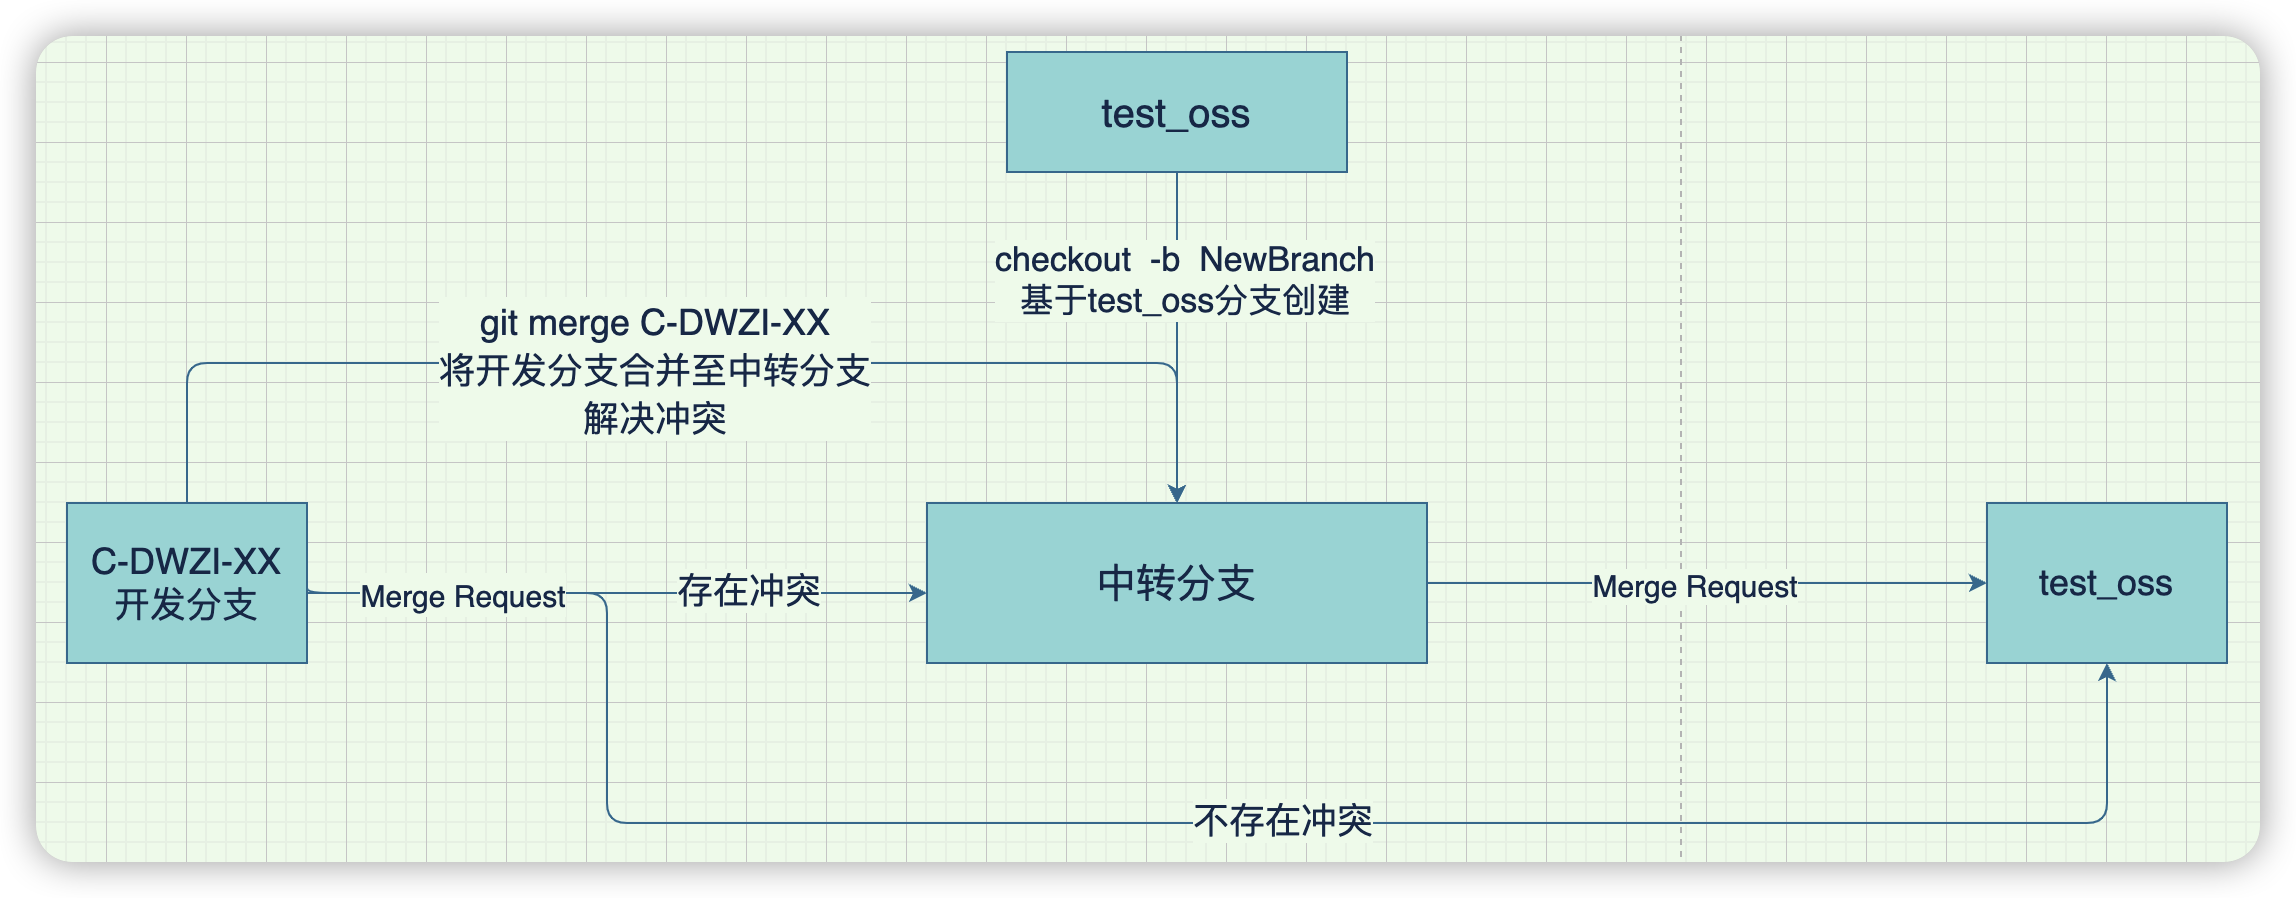 test_oss
checkout -b NewBranch
基于test_oss分支创建
git merge C-DWZI-XX
将开发分支合并至中转分支
解决冲突
C-DWZI-XX
开发分支
Merge Request
存在冲突
中转分支
Merge Request
test_oss
不存在冲突